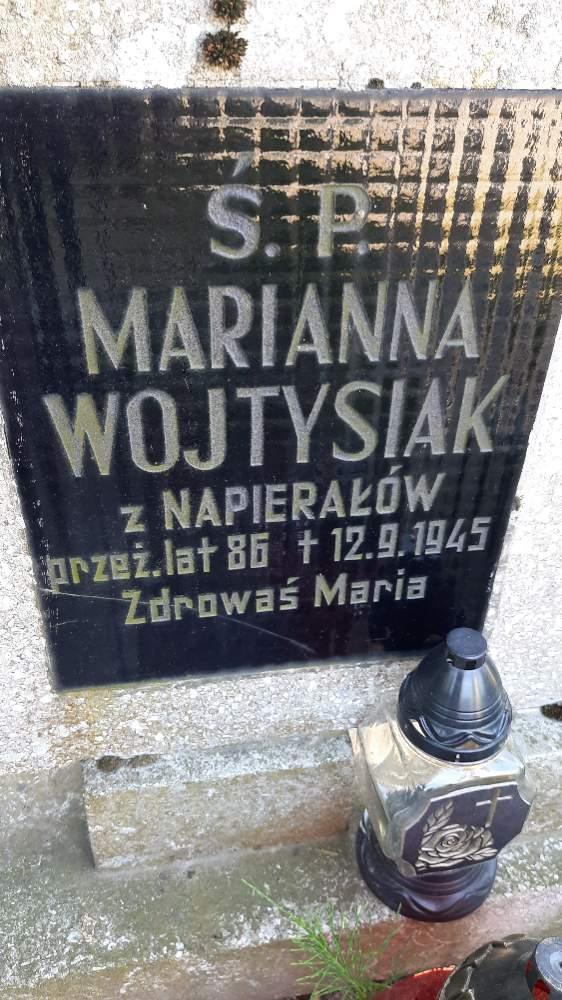 Ś. P.
MARIANNA
WOJTYSIAK
z NAPIERAŁÓW
przeż. lat 86 † 12.9.1945
Zdrowaś Maria